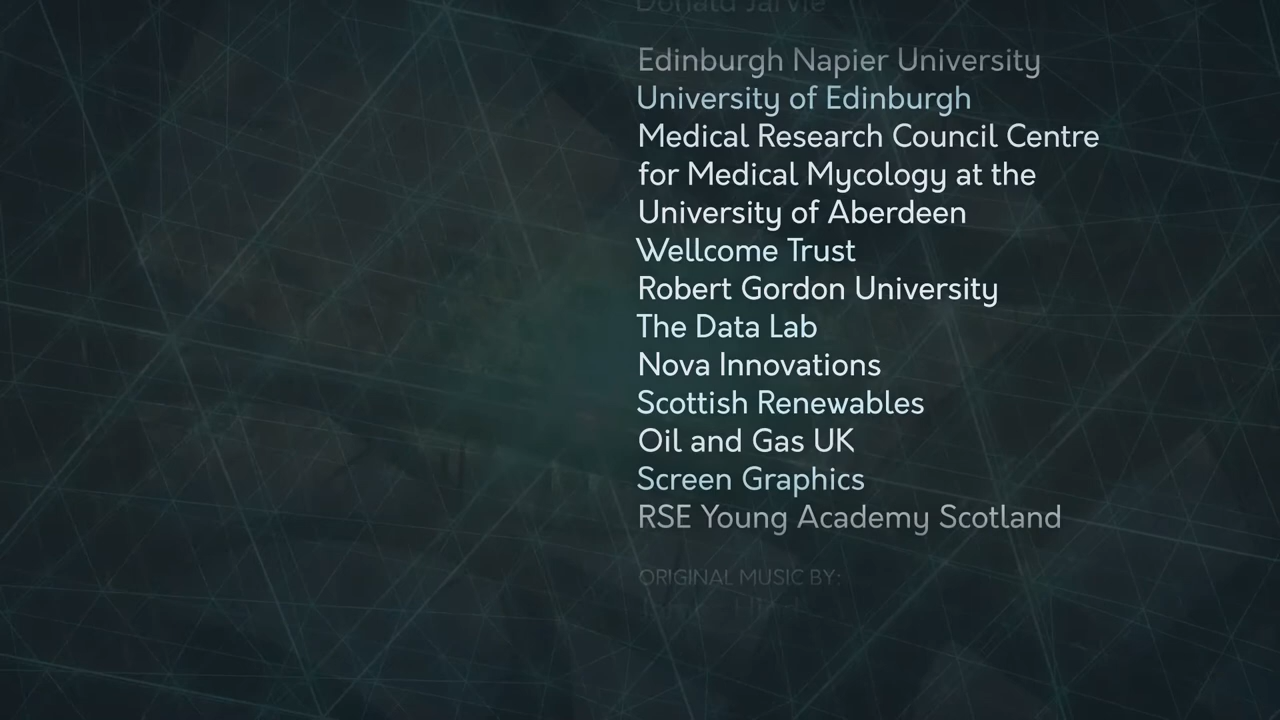 Donald Jarvie
Edinburgh Napier University
University of Edinburgh
Medical Research Council Centre
for Medical Mycology at the
University of Aberdeen
Wellcome Trust
Robert Gordon University
The Data Lab
Nova Innovations
Scottish Renewables
Oil and Gas UK
Screen Graphics
RSE Young Academy Scotland
ORIGINAL MUSIC BY: